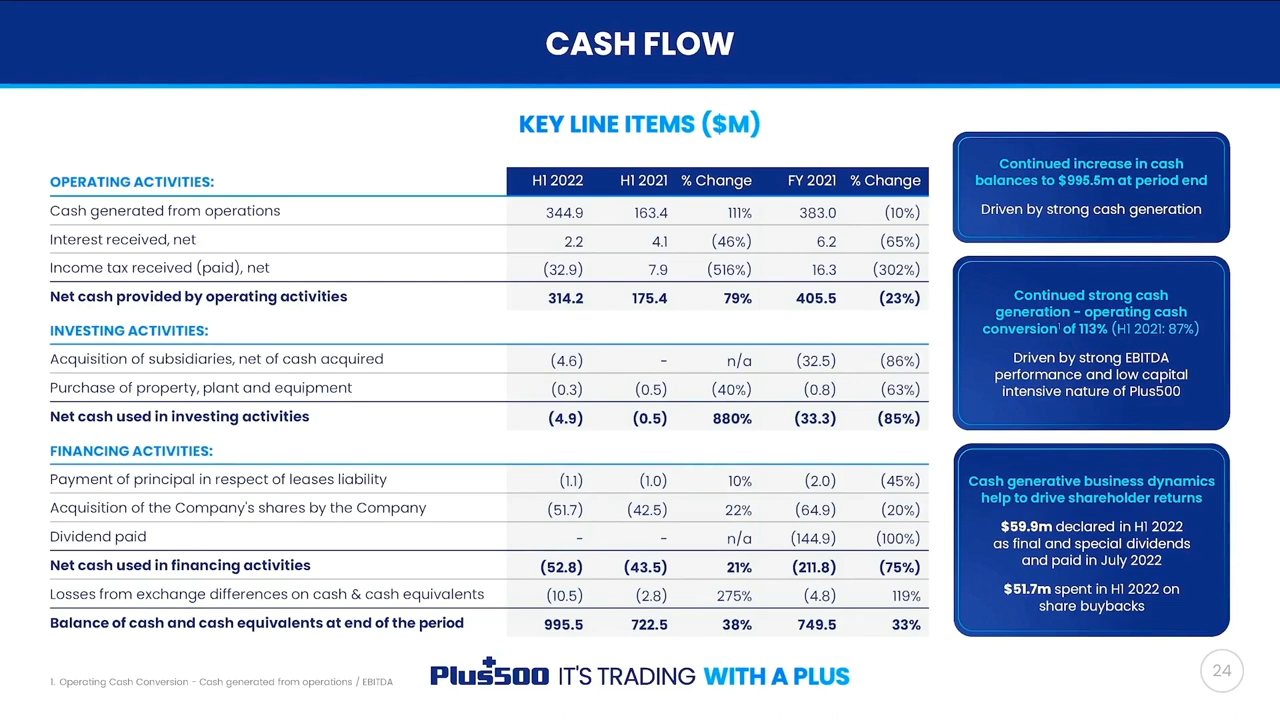 CASH FLOW
KEY LINE ITEMS ($M)
OPERATING ACTIVITIES: H1 2022 H1 2021 % Change FY 2021 % Change
Cash generated from operations 344.9 163.4 111% 383.0 (10%)
Interest received, net 2.2 4.1 (46%) 6.2 (65%)
Income tax received (paid), net (32.9) 7.9 (516%) 16.3 (302%)
Net cash provided by operating activities 314.2 175.4 79% 405.5 (23%)
INVESTING ACTIVITIES:
Acquisition of subsidiaries, net of cash acquired (4.6) - n/a (32.5) (86%)
Purchase of property, plant and equipment (0.3) (0.5) (40%) (0.8) (63%)
Net cash used in investing activities (4.9) (0.5) 880% (33.3) (85%)
FINANCING ACTIVITIES:
Payment of principal in respect of leases liability (1.1) (1.0) 10% (2.0) (45%)
Acquisition of the Company's shares by the Company (51.7) (42.5) 22% (64.9) (20%)
Dividend paid - - n/a (144.9) (100%)
Net cash used in financing activities (52.8) (43.5) 21% (211.8) (75%)
Losses from exchange differences on cash & cash equivalents (10.5) (2.8) 275% (4.8) 119%
Balance of cash and cash equivalents at end of the period 995.5 722.5 38% 749.5 33%
Continued increase in cash
balances to $995.5m at period end
Driven by strong cash generation
Continued strong cash
generation - operating cash
conversion¹ of 113% (H1 2021: 87%)
Driven by strong EBITDA
performance and low capital
intensive nature of Plus500
Cash generative business dynamics
help to drive shareholder returns
$59.9m declared in H1 2022
as final and special dividends
and paid in July 2022
$51.7m spent in H1 2022 on
share buybacks
1. Operating Cash Conversion - Cash generated from operations / EBITDA
Plus500 IT'S TRADING WITH A PLUS
24